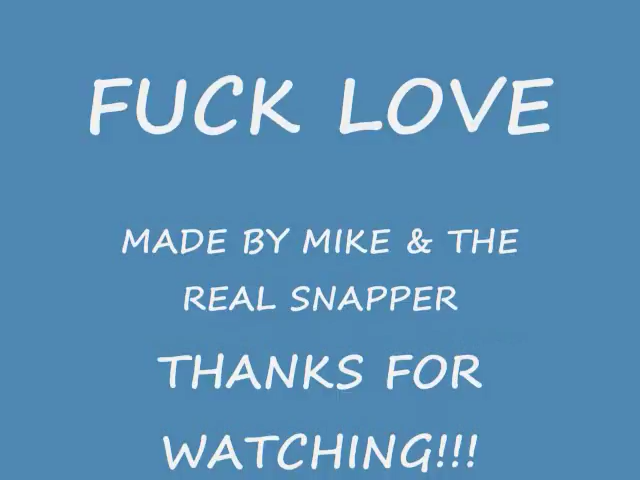 FUCK LOVE
MADE BY MIKE & THE
REAL SNAPPER
THANKS FOR
WATCHING!!!